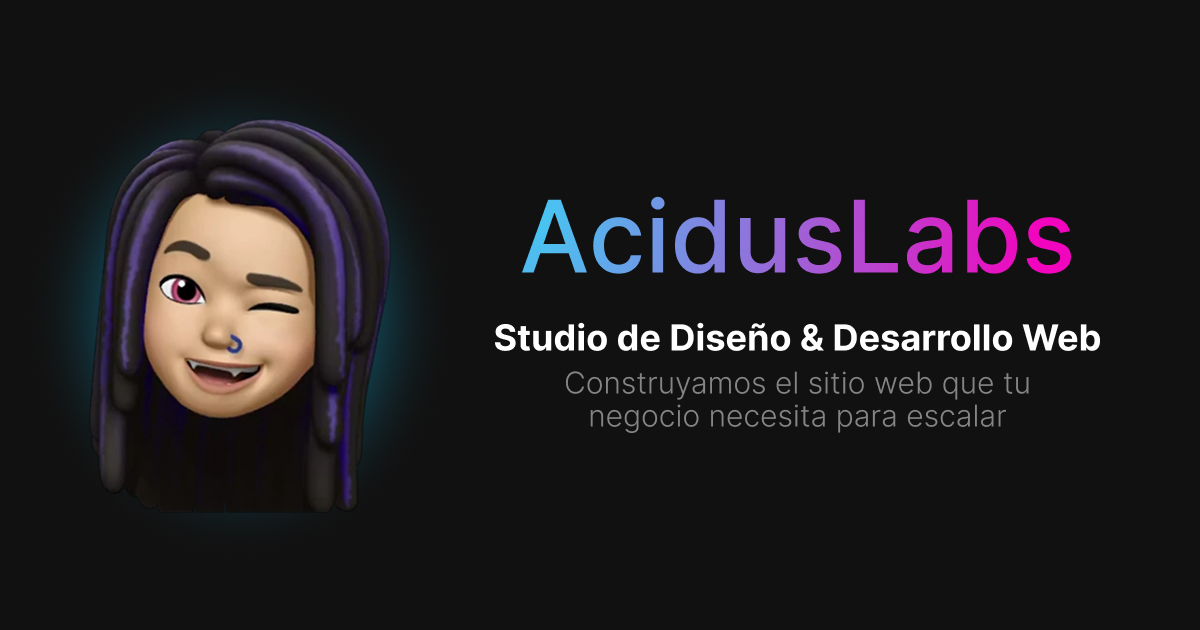 AcidusLabs
Studio de Diseño & Desarrollo Web
Construyamos el sitio web que tu
negocio necesita para escalar